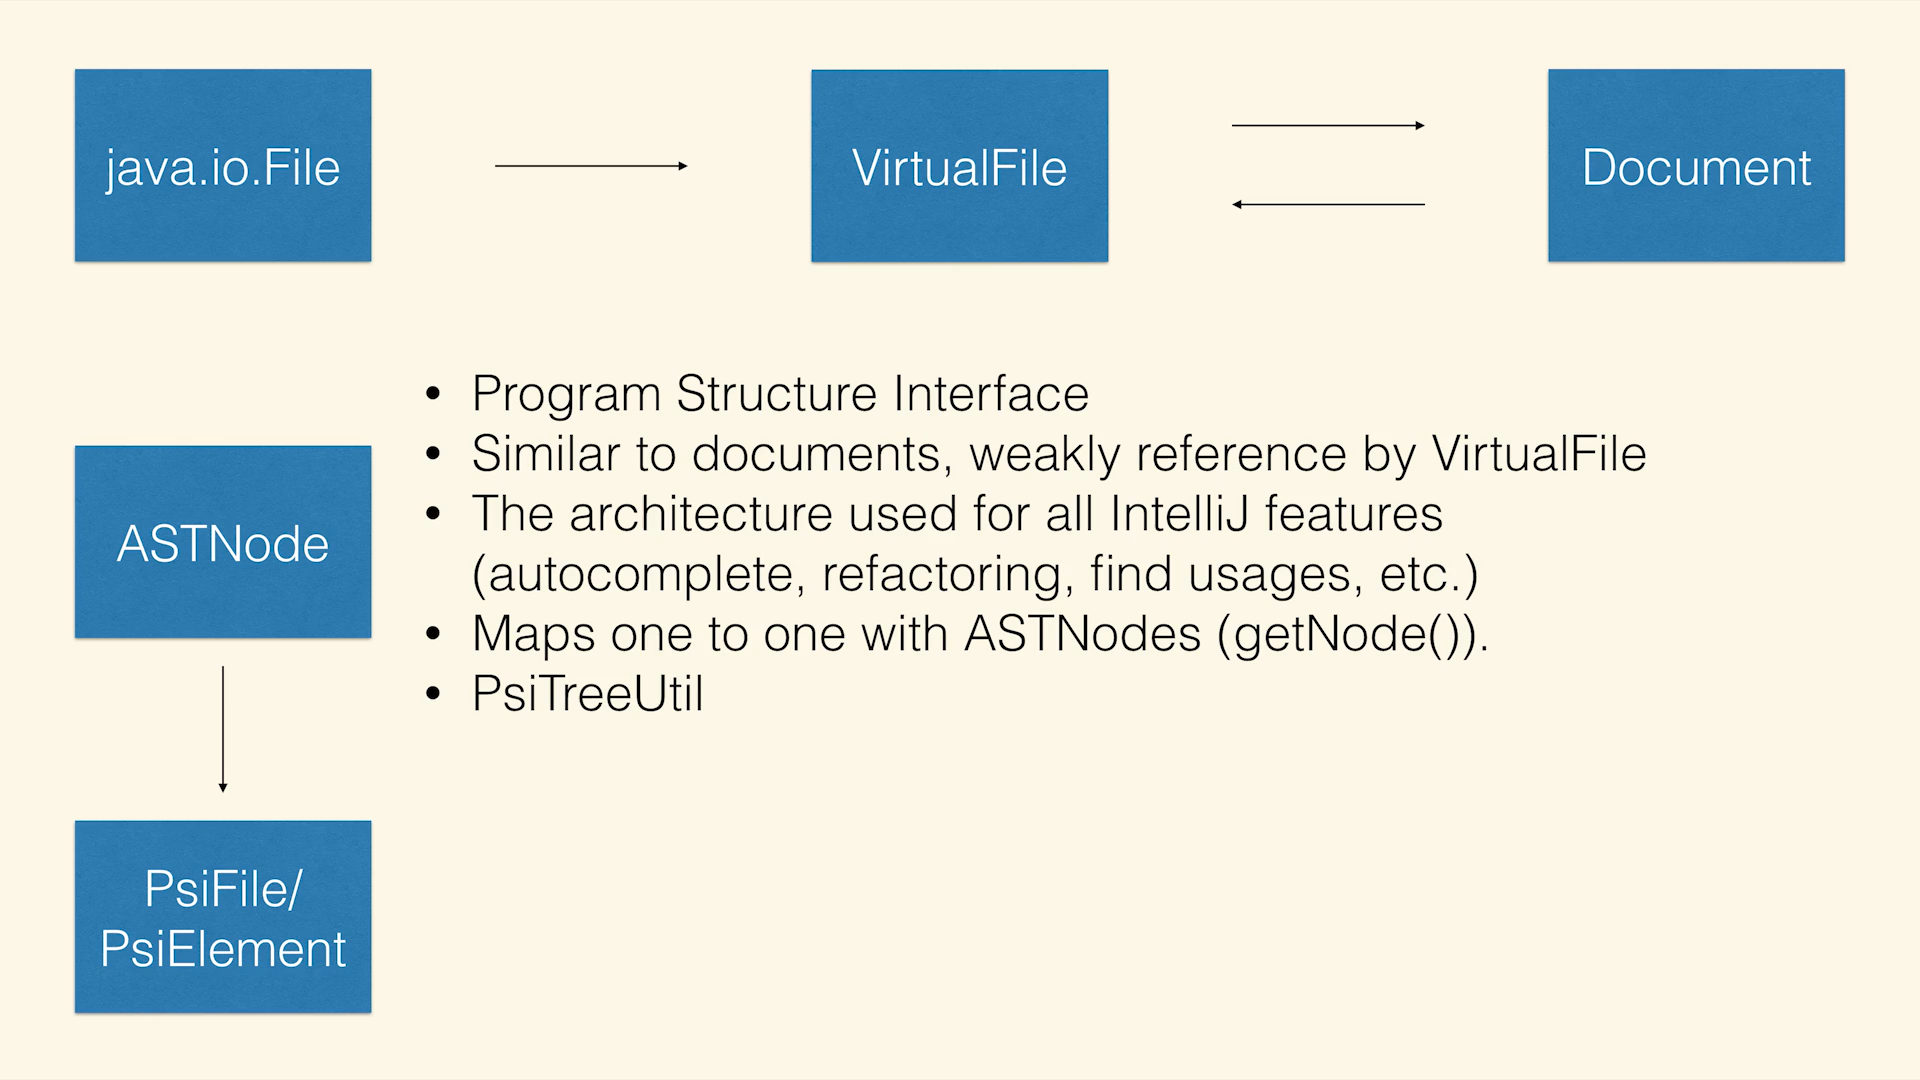 java.io.File
VirtualFile
Document
• Program Structure Interface
• Similar to documents, weakly reference by VirtualFile
• The architecture used for all IntelliJ features
(autocomplete, refactoring, find usages, etc.)
• Maps one to one with ASTNodes (getNode()).
• PsiTreeUtil
ASTNode
PsiFile/
PsiElement